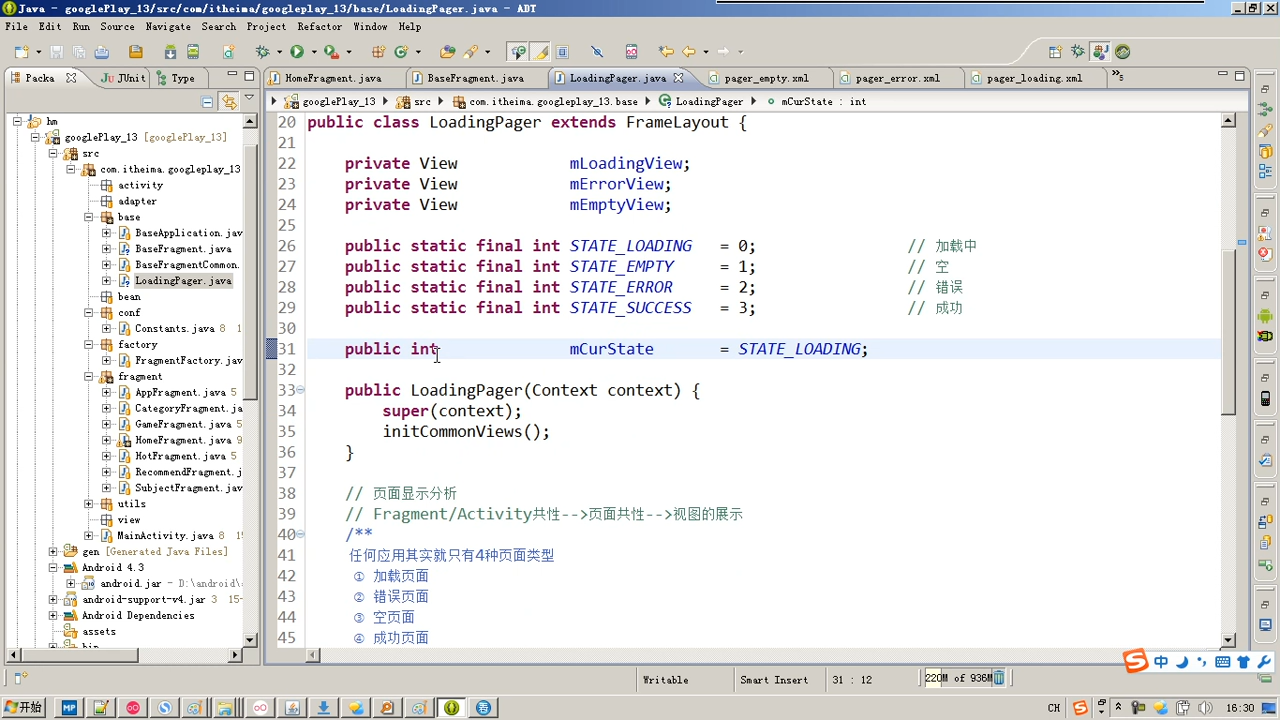 Java - googlePlay_13/src/com/itheima/googleplay_13/base/LoadingPager.java - ADT
File Edit Run Source Navigate Search Project Refactor Window Help
Packa JUnit Type
HomeFragment.java BaseFragment.java LoadingPager.java pager_empty.xml pager_error.xml pager_loading.xml »5
googlePlay_13 src com.itheima.googleplay_13.base LoadingPager mCurState : int
hm
googlePlay_13 [googlePlay_13]
src
com.itheima.googleplay_13
activity
adapter
base
BaseApplication.jav
BaseFragment.java
BaseFragmentCommon.
LoadingPager.java
bean
conf
Constants.java 8 1
factory
FragmentFactory.jav
fragment
AppFragment.java 5
CategoryFragment.ja
GameFragment.java 5
HomeFragment.java 9
HotFragment.java 5
RecommendFragment.j
SubjectFragment.jav
utils
view
MainActivity.java 8
gen [Generated Java Files]
Android 4.3
android.jar - D:\android\
android-support-v4.jar 3 15-
Android Dependencies
assets
20 public class LoadingPager extends FrameLayout {
21
22 private View mLoadingView;
23 private View mErrorView;
24 private View mEmptyView;
25
26 public static final int STATE_LOADING = 0; // 加载中
27 public static final int STATE_EMPTY = 1; // 空
28 public static final int STATE_ERROR = 2; // 错误
29 public static final int STATE_SUCCESS = 3; // 成功
30
31 public int mCurState = STATE_LOADING;
32
33 public LoadingPager(Context context) {
34 super(context);
35 initCommonViews();
36 }
37
38 // 页面显示分析
39 // Fragment/Activity共性-->页面共性-->视图的展示
40 /**
41 任何应用其实就只有4种页面类型
42 ① 加载页面
43 ② 错误页面
44 ③ 空页面
45 ④ 成功页面
中
Writable Smart Insert 31 : 12 220M of 936M
开始 MP CH 16:30